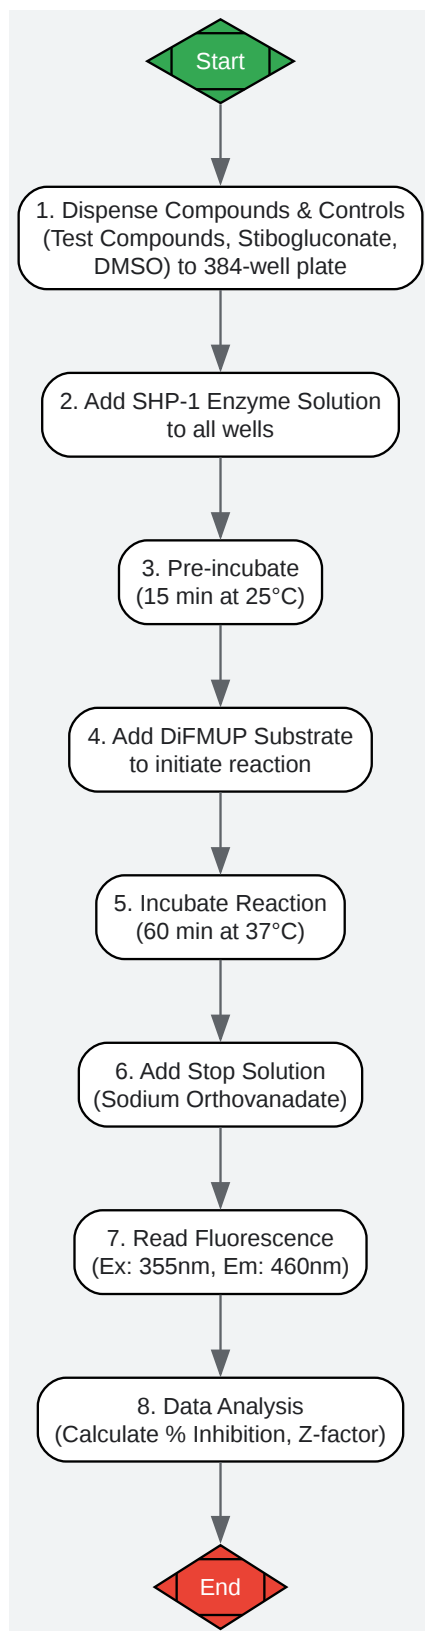 Start
1. Dispense Compounds & Controls
(Test Compounds, Stibogluconate,
DMSO) to 384-well plate
2. Add SHP-1 Enzyme Solution
to all wells
3. Pre-incubate
(15 min at 25°C)
4. Add DiFMUP Substrate
to initiate reaction
5. Incubate Reaction
(60 min at 37°C)
6. Add Stop Solution
(Sodium Orthovanadate)
7. Read Fluorescence
(Ex: 355nm, Em: 460nm)
8. Data Analysis
(Calculate % Inhibition, Z-factor)
End